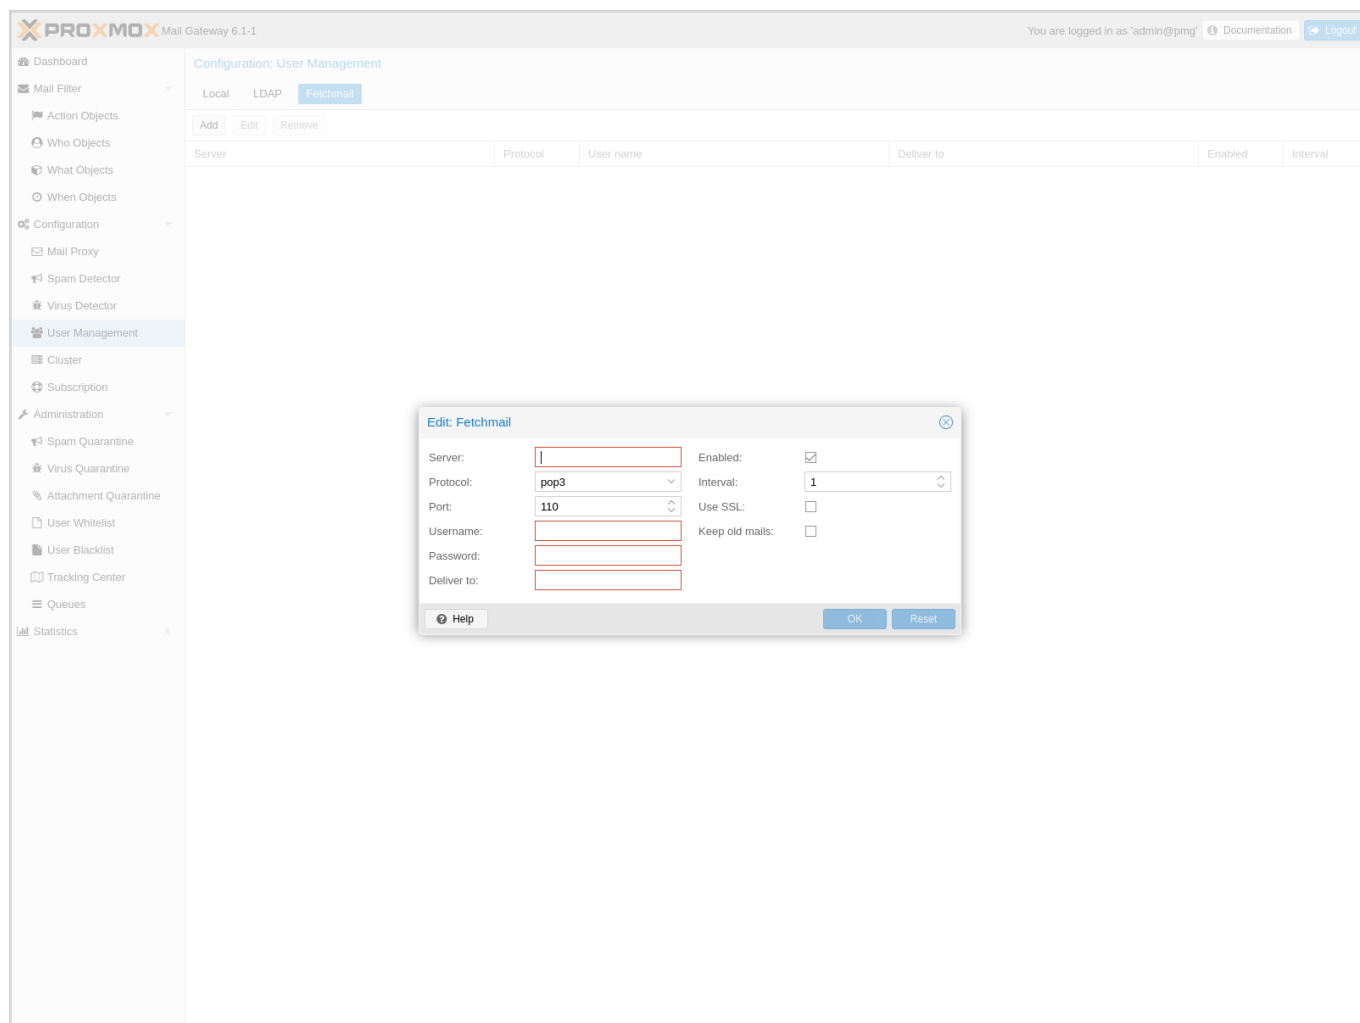 PROXMOX Mail Gateway 6.1-1
You are logged in as 'admin@pmg' Documentation Logout
Dashboard
Mail Filter
Action Objects
Who Objects
What Objects
When Objects
Configuration
Mail Proxy
Spam Detector
Virus Detector
User Management
Cluster
Subscription
Administration
Spam Quarantine
Virus Quarantine
Attachment Quarantine
User Whitelist
User Blacklist
Tracking Center
Queues
Statistics
Configuration: User Management
Local LDAP Fetchmail
Add Edit Remove
Server Protocol User name Deliver to Enabled Interval
Edit: Fetchmail
Server: Enabled:
Protocol: pop3 Interval: 1
Port: 110 Use SSL:
Username: Keep old mails:
Password:
Deliver to:
Help OK Reset